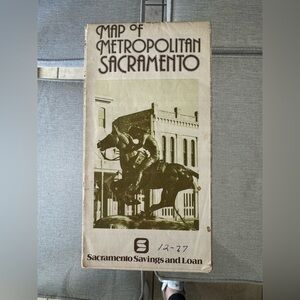 MAP OF
METROPOLITAN
SACRAMENTO
12-27
S
Sacramento Savings and Loan